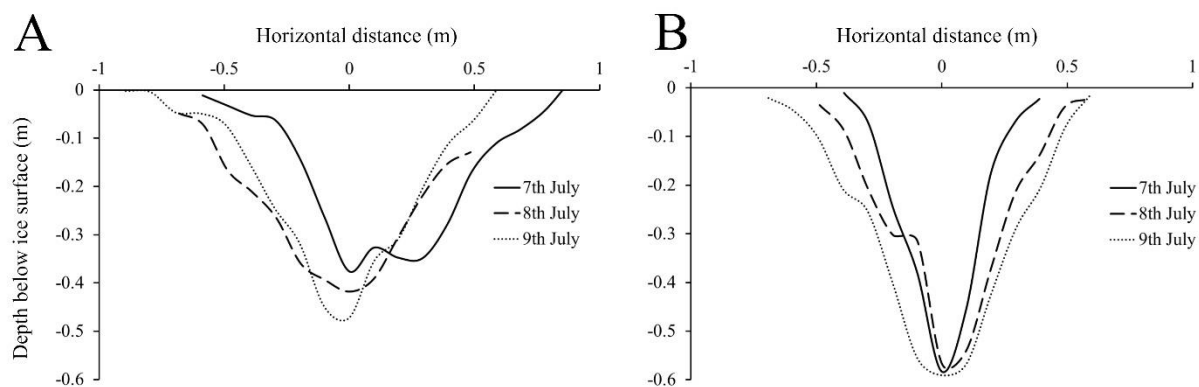 A
Horizontal distance (m)
-1 -0.5 0 0.5 1
0
-0.1
-0.2
-0.3
-0.4
-0.5
-0.6
Depth below ice surface (m)
7th July
8th July
9th July
B
Horizontal distance (m)
-1 -0.5 0 0.5 1
0
-0.1
-0.2
-0.3
-0.4
-0.5
-0.6
7th July
8th July
9th July